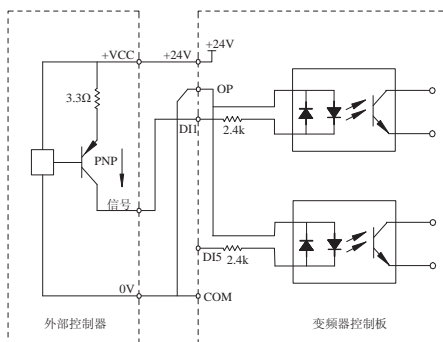 +24V
+VCC
+24V
OP
3.3Ω
DI1
2.4k
PNP
信号
DI5
2.4k
0V
COM
外部控制器
变频器控制板